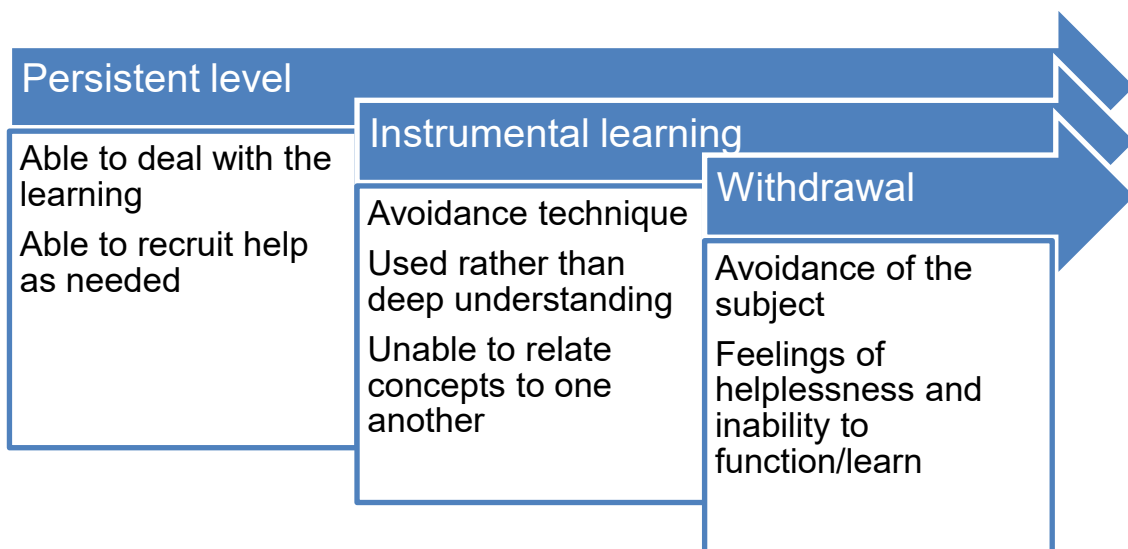 Persistent level
Able to deal with the
learning
Able to recruit help
as needed
Instrumental learning
Avoidance technique
Used rather than
deep understanding
Unable to relate
concepts to one
another
Withdrawal
Avoidance of the
subject
Feelings of
helplessness and
inability to
function/learn